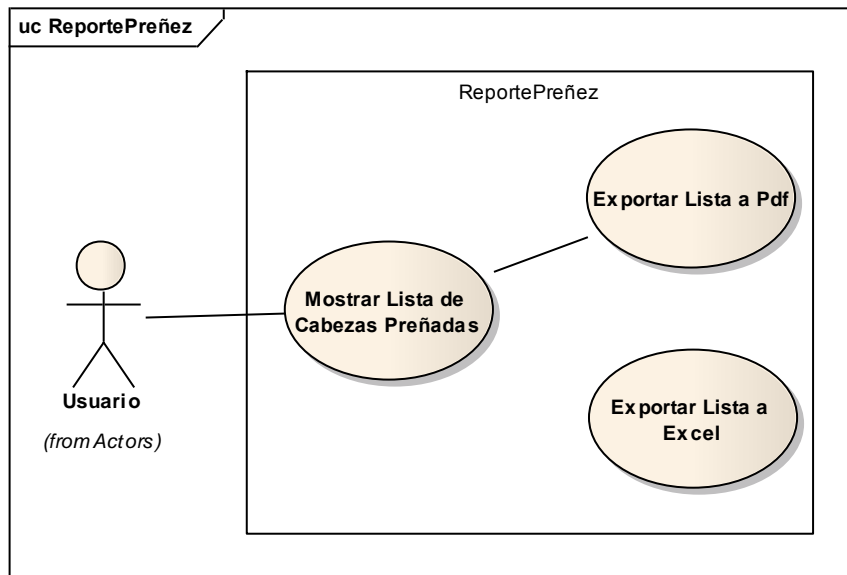 uc ReportePreñez
ReportePreñez
Exportar Lista a Pdf
Mostrar Lista de
Cabezas Preñadas
Usuario
(from Actors)
Exportar Lista a
Excel